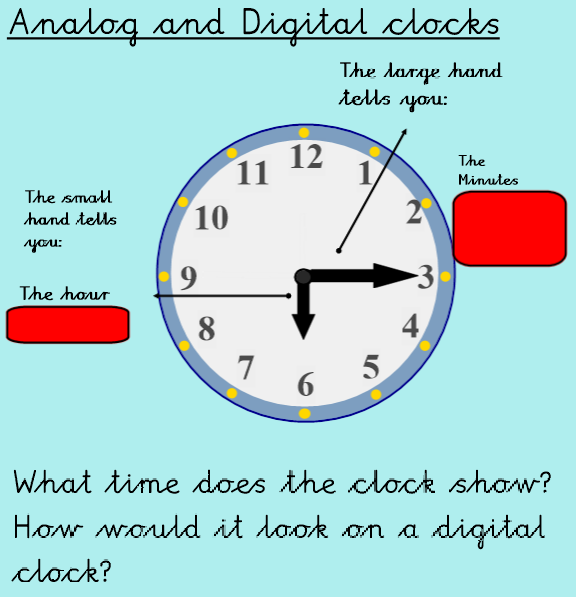 Analog and Digital clocks
The large hand
tells you:
The
Minutes
The small
hand tells
you:
The hour
12
11
1
10
2
9
3
8
4
7
5
6
What time does the clock show?
How would it look on a digital
clock?